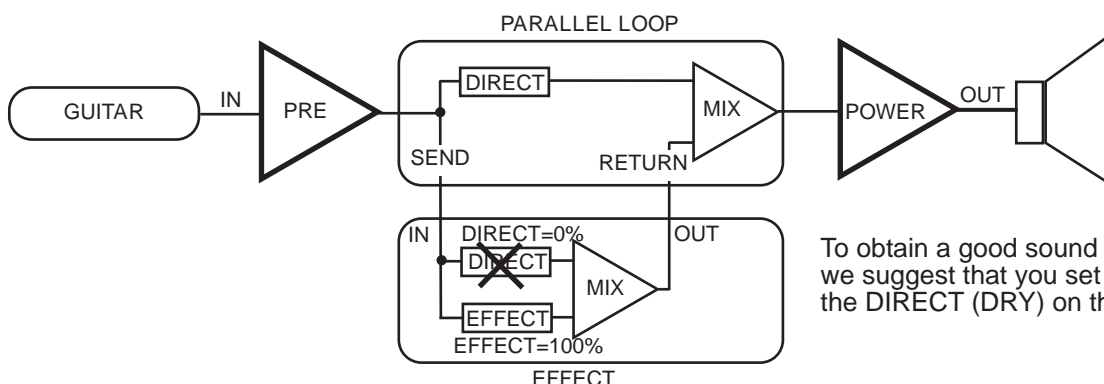 PARALLEL LOOP
GUITAR
IN
PRE
DIRECT
MIX
POWER
OUT
SEND
RETURN
IN
DIRECT=0%
OUT
DIRECT
MIX
EFFECT
EFFECT=100%
EFFECT
To obtain a good sound
we suggest that you set
the DIRECT (DRY) on